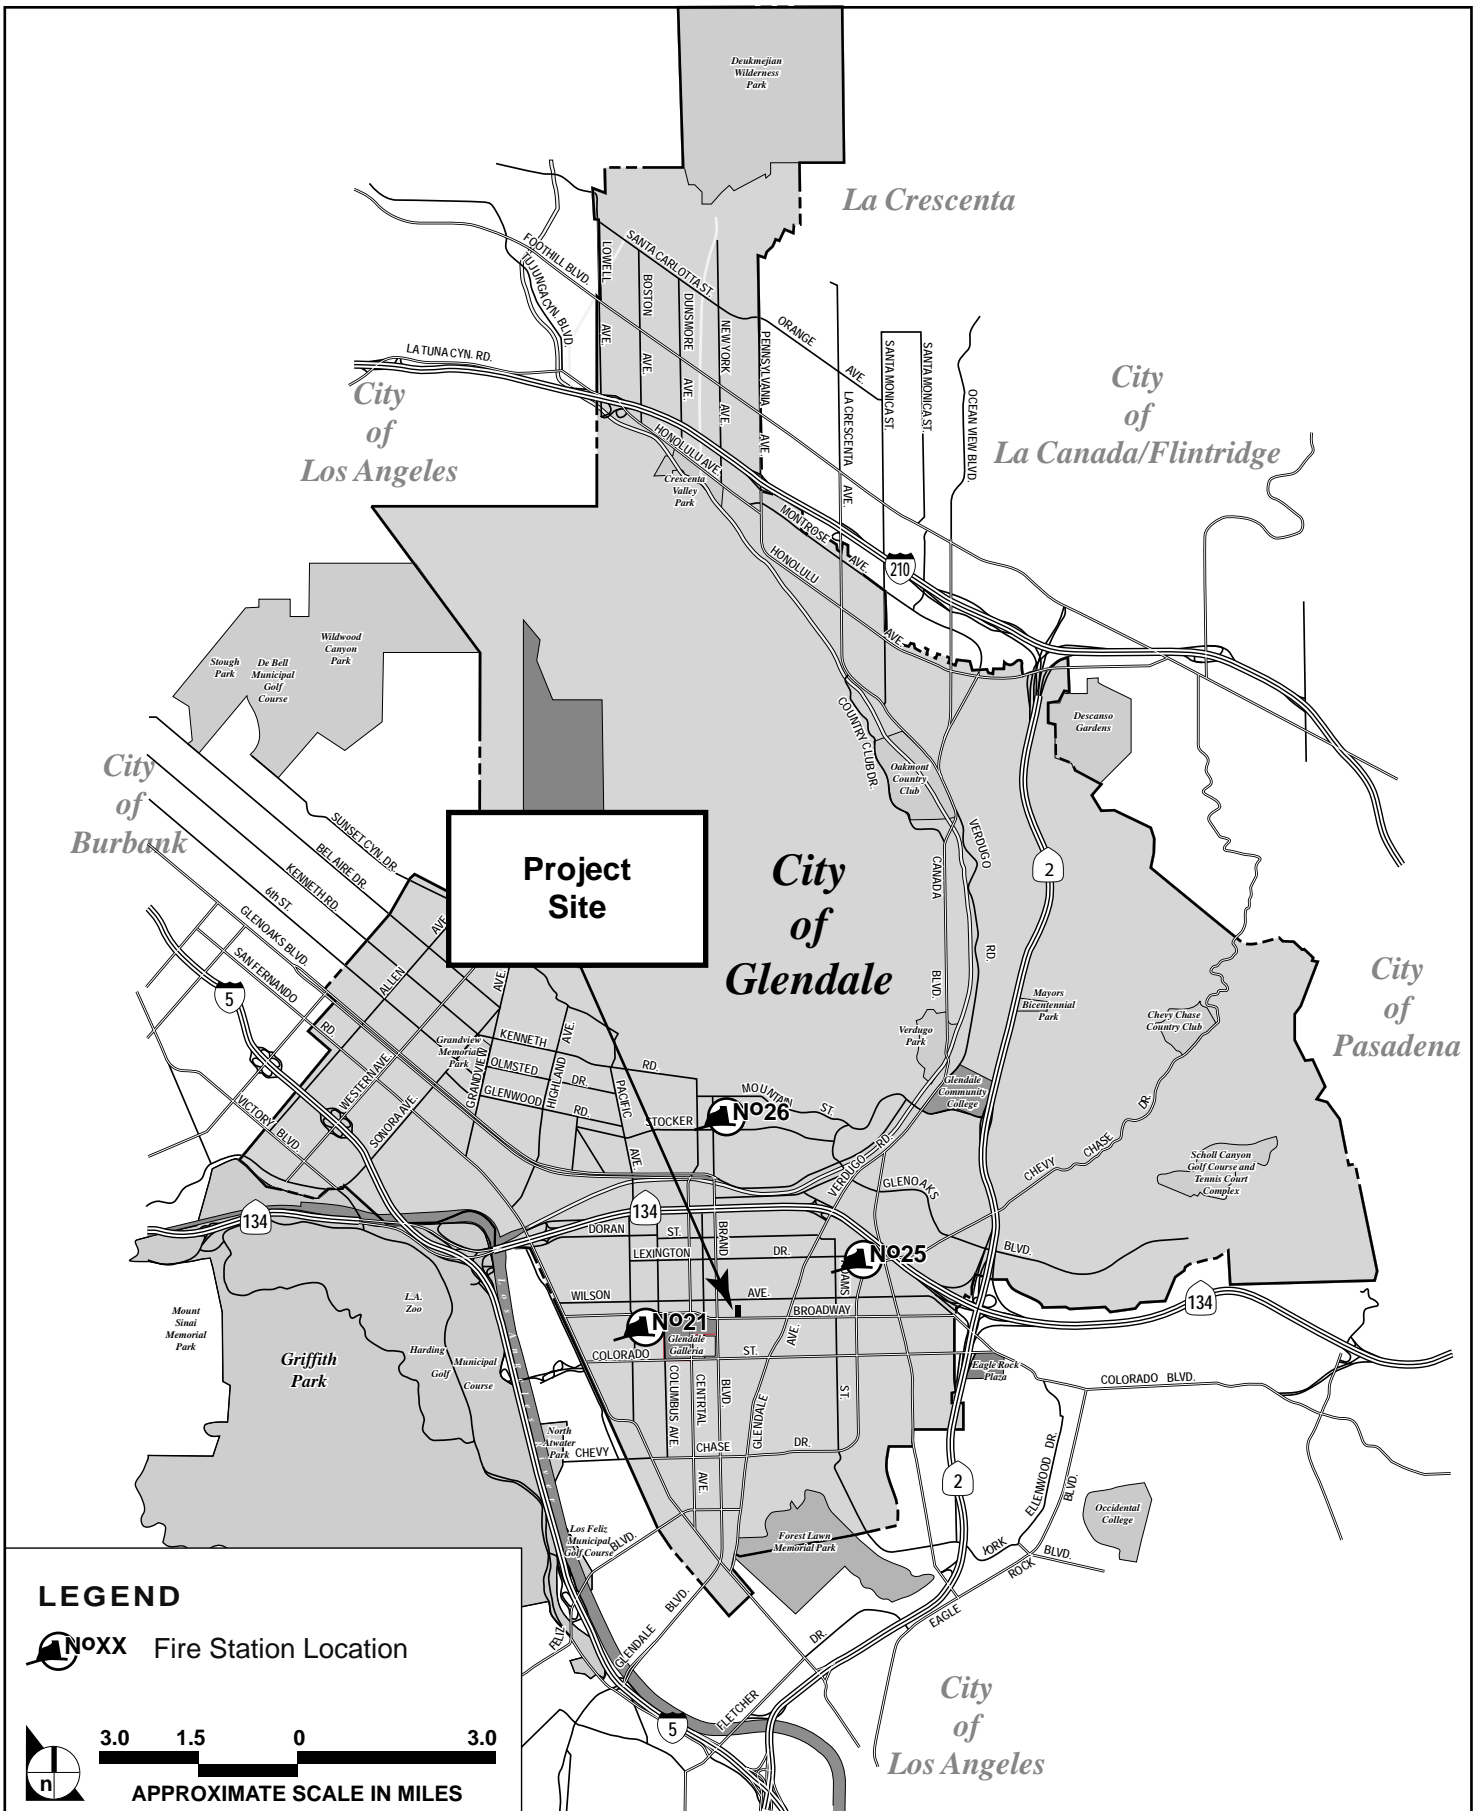 Deukmejian
Wilderness
Park
La Crescenta
FOOTHILL BLVD.
TUJUNGA CYN. BLVD.
LOWELL
AVE.
SANTA CARLOTTA ST.
BOSTON
AVE.
DUNSMORE
AVE.
NEW YORK
AVE.
PENNSYLVANIA
AVE.
ORANGE
AVE.
LA CRESCENTA
AVE.
SANTA MONICA ST.
SANTA MONICA ST.
OCEAN VIEW BLVD.
LA TUNA CYN. RD.
City
of
Los Angeles
City
of
La Canada/Flintridge
HONOLULU AVE.
Crescenta
Valley
Park
MONTROSE
AVE.
HONOLULU
AVE.
210
Wildwood
Canyon
Park
Stough
Park
De Bell
Municipal
Golf
Course
Descanso
Gardens
COUNTRY CLUB DR.
Oakmont
Country
Club
City
of
Burbank
SUNSET CYN. DR.
BELAIRE DR.
KENNETH RD.
6th ST.
GLENOAKS BLVD.
SAN FERNANDO
RD
Project
Site
City
of
Glendale
CANADA
BLVD.
VERDUGO
RD.
2
5
ALLEN
AVE
AVE.
Mayors
Bicentennial
Park
Chevy Chase
Country Club
City
of
Pasadena
Verdugo
Park
Grandview
Memorial
Park
GRANDVIEW
KENNETH
RD.
OLMSTED
DR.
GLENWOOD
RD.
HIGHLAND
AVE.
PACIFIC
AVE.
WESTERN AVE.
SONORA AVE.
VICTORY BLVD.
STOCKER
MOUNTAIN
ST.
No26
Glendale
Community
College
VERDUGO
RD
GLENOAKS
BLVD.
CHEVY
CHASE
DR.
Scholl Canyon
Golf Course and
Tennis Court
Complex
134
134
DORAN
ST.
BRAND
LEXINGTON
DR.
No25
ADAMS
WILSON
AVE.
BROADWAY
134
No21
Glendale
Galleria
COLORADO
ST.
L.A.
Zoo
Mount
Sinai
Memorial
Park
Griffith
Park
Harding
Golf
Municipal
Course
Los Angeles River
COLUMBUS AVE.
CENTRTAL
AVE.
BLVD.
GLENDALE
AVE.
ST.
Eagle Rock
Plaza
COLORADO BLVD.
North
Atwater
Park
CHEVY
CHASE
DR.
2
ELLENWOOD DR.
BLVD.
Occidental
College
Los Feliz
Municipal
Golf Course
BLVD.
Forest Lawn
Memorial Park
YORK
BLVD.
EAGLE
ROCK
FELIZ
GLENDALE
BLVD.
FLETCHER
DR.
5
City
of
Los Angeles
LEGEND
NoXX Fire Station Location
3.0 1.5 0 3.0
n
APPROXIMATE SCALE IN MILES